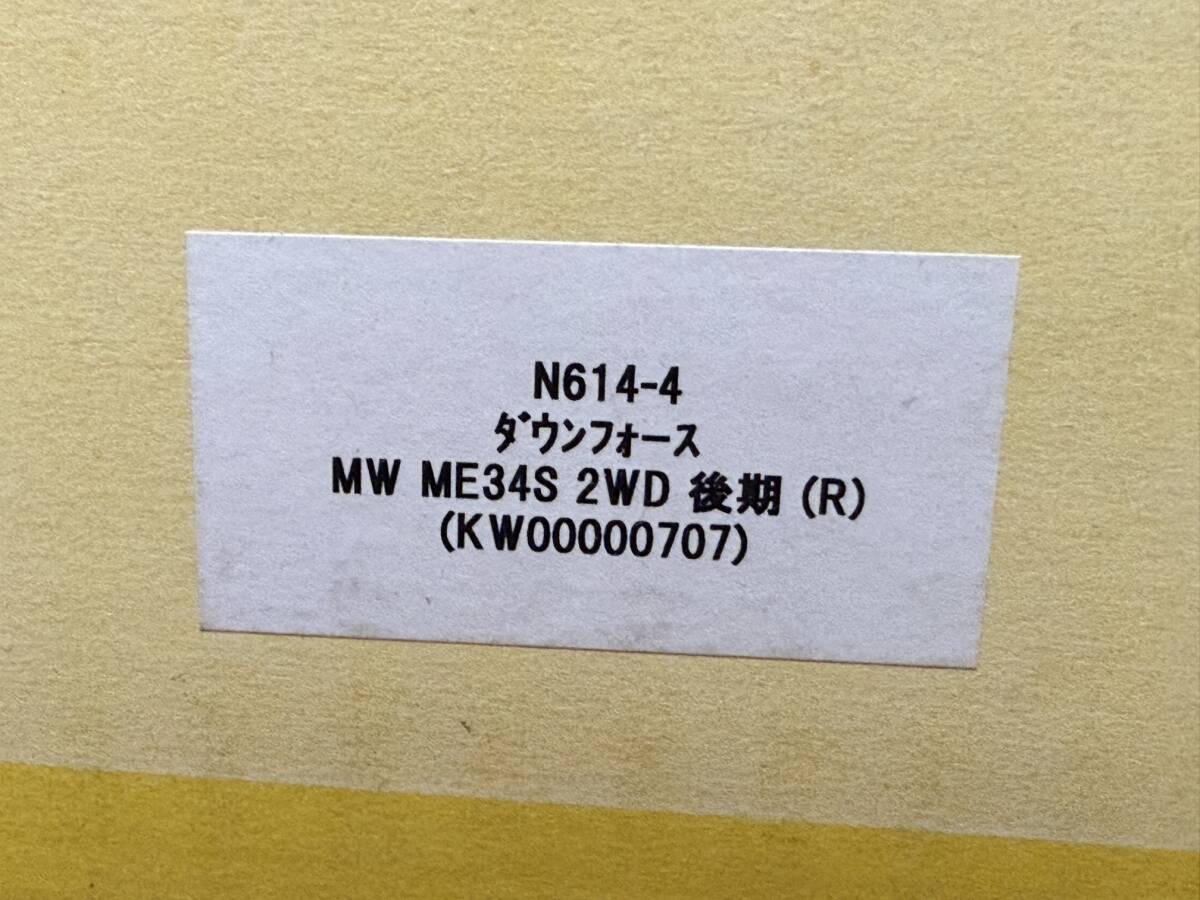 N614-4
ﾀﾞｳﾝﾌｫｰｽ
MW ME34S 2WD 後期 (R)
(KW00000707)